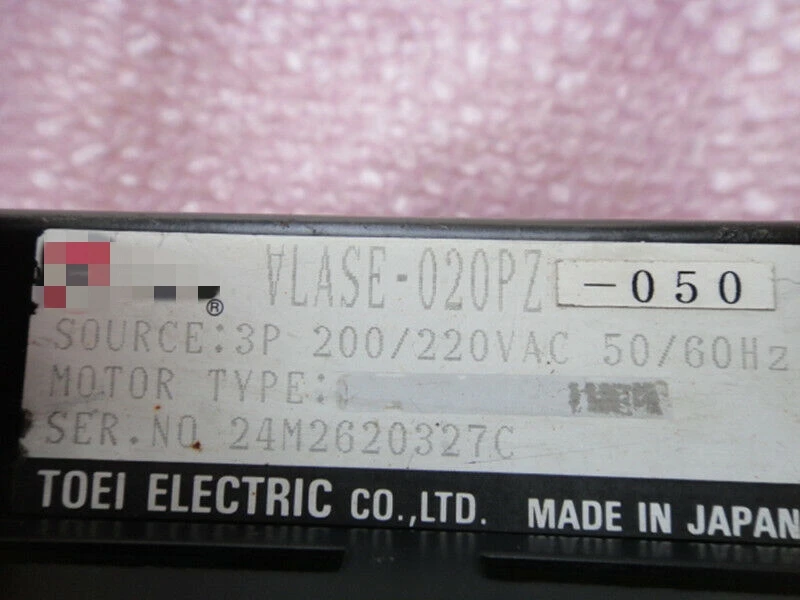 ® VLASE-020PZ -050
SOURCE:3P 200/220VAC 50/60Hz
MOTOR TYPE:
SER.NO 24M2620327C
TOEI ELECTRIC CO.,LTD. MADE IN JAPAN